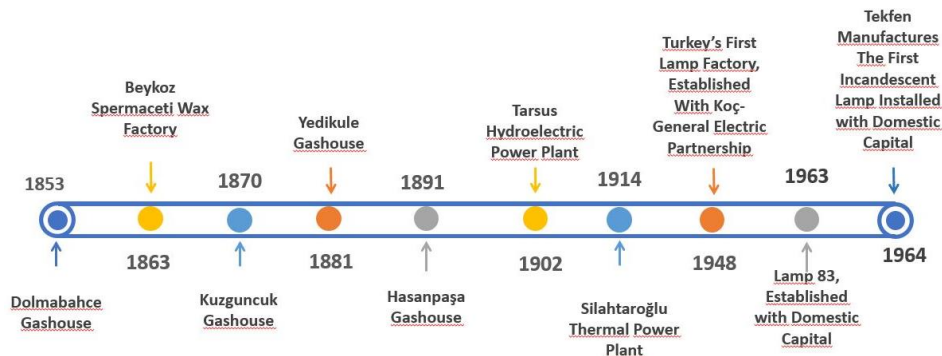 Beykoz
Spermaceti Wax
Factory
Yedikule
Gashouse
Tarsus
Hydroelectric
Power Plant
Turkey's First
Lamp Factory,
Established
With Koç-
General Electric
Partnership
Tekfen
Manufactures
The First
Incandescent
Lamp Installed
with Domestic
Capital
1853
1870
1891
1914
1963
1863
1881
1902
1948
1964
Dolmabahce
Gashouse
Kuzguncuk
Gashouse
Hasanpaşa
Gashouse
Silahtaroğlu
Thermal Power
Plant
Lamp 83,
Established
with Domestic
Capital